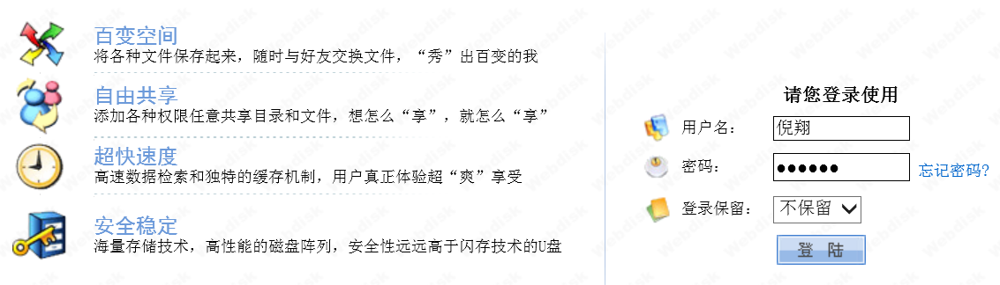 百变空间
将各种文件保存起来，随时与好友交换文件，“秀”出百变的我
自由共享
添加各种权限任意共享目录和文件，想怎么“享”，就怎么“享”
超快速度
高速数据检索和独特的缓存机制，用户真正体验超“爽”享受
安全稳定
海量存储技术，高性能的磁盘阵列，安全性远远高于闪存技术的U盘
请您登录使用
用户名： 倪翔
密码： ●●●●●● 忘记密码?
登录保留： 不保留
登 陆